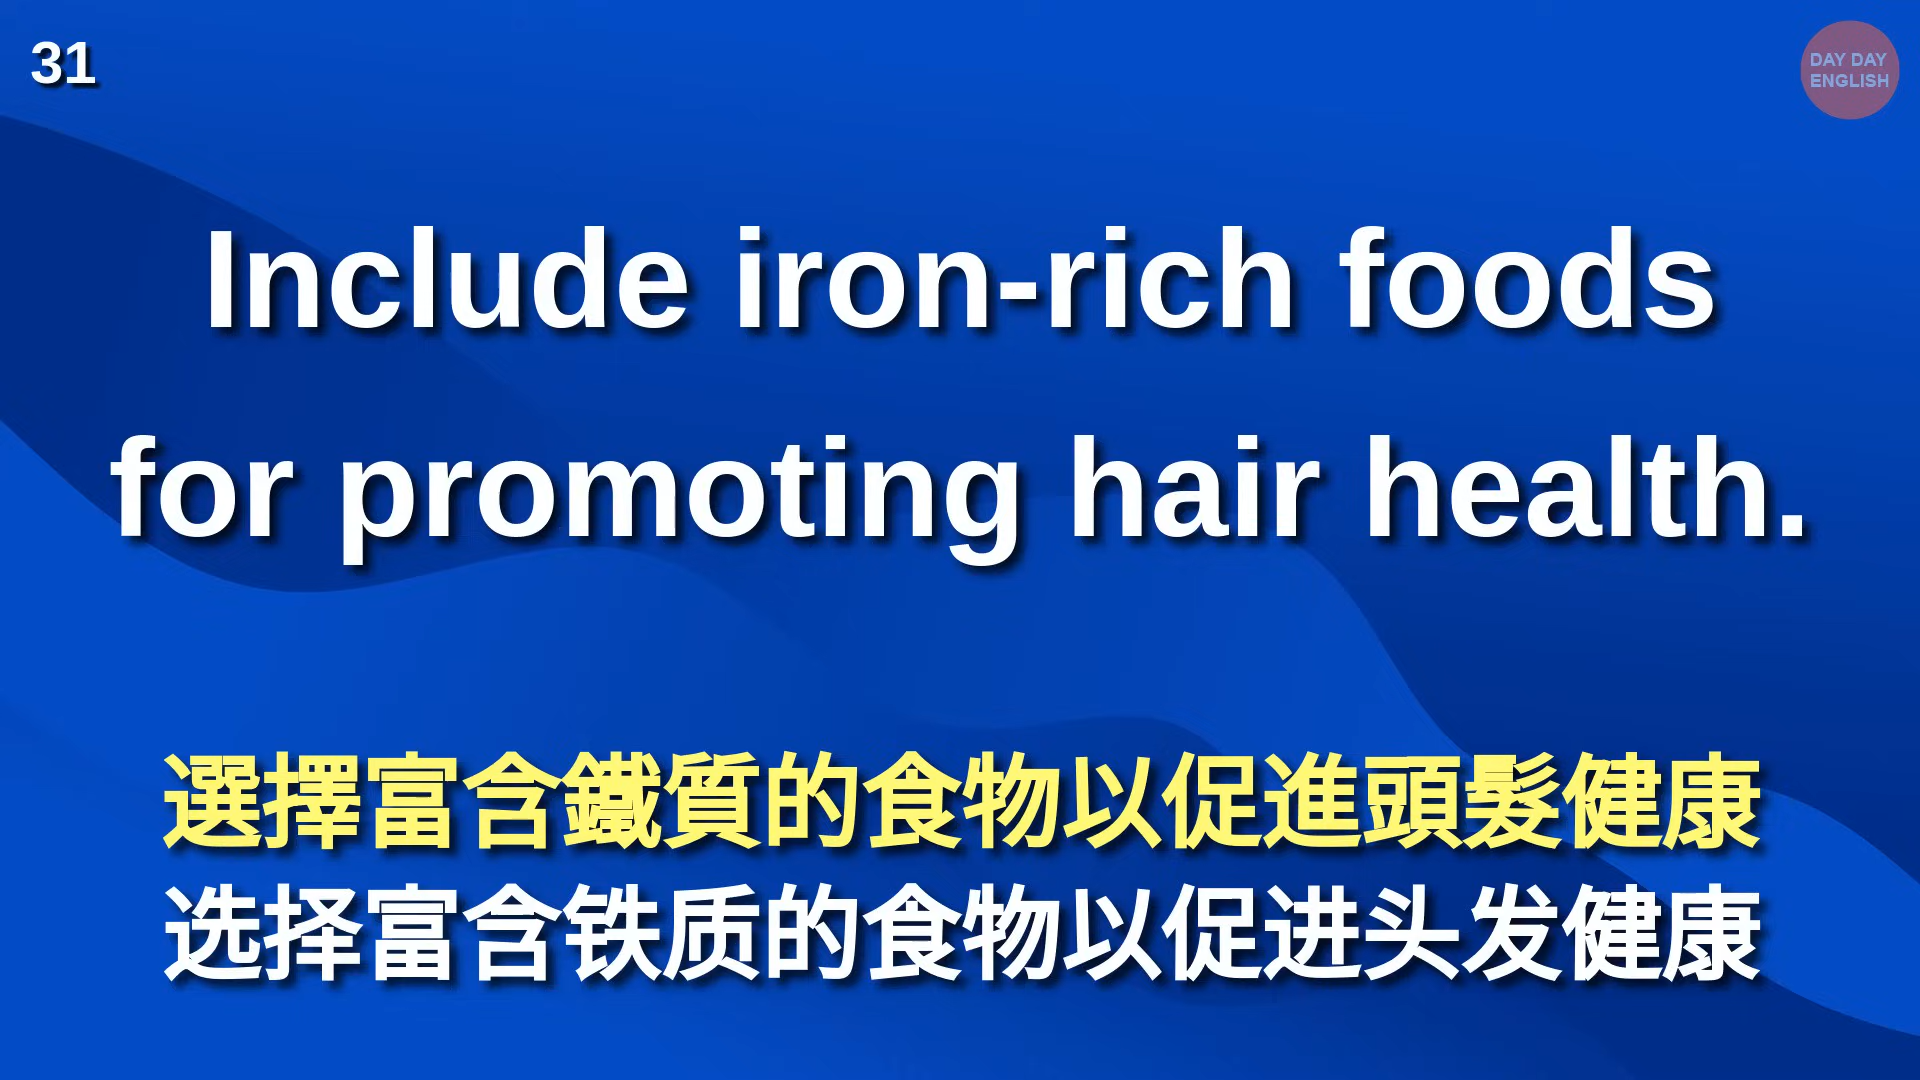 31
DAY DAY
ENGLISH
Include iron-rich foods
for promoting hair health.
選擇富含鐵質的食物以促進頭髮健康
选择富含铁质的食物以促进头发健康